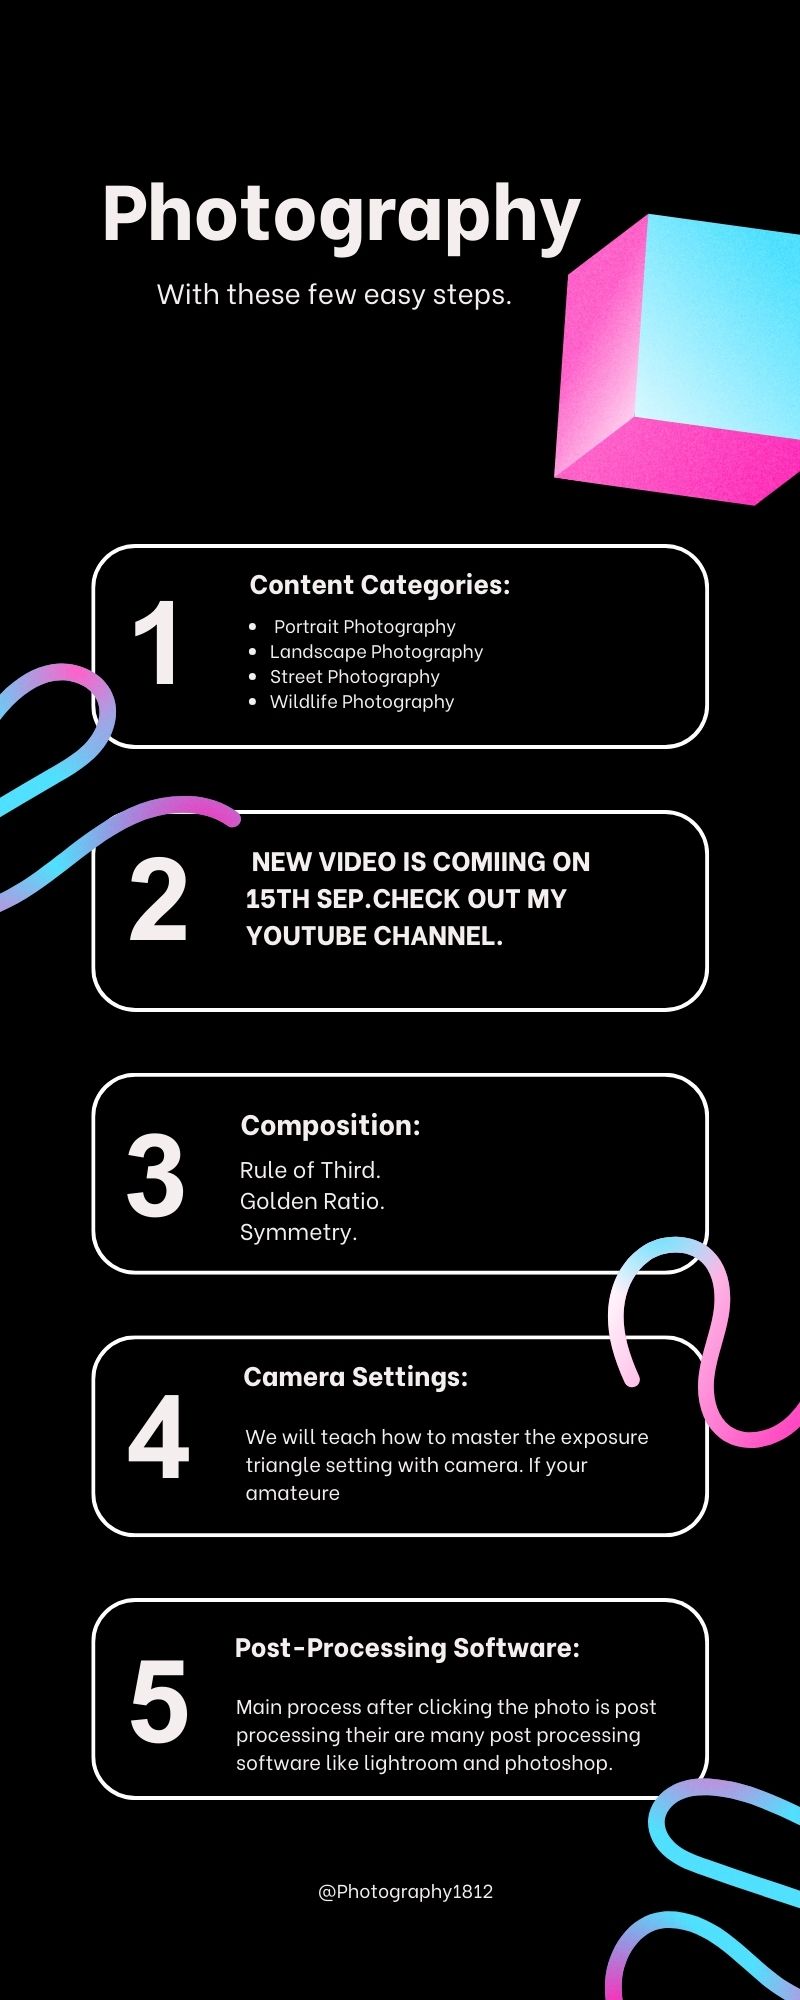 Photography
With these few easy steps.
1
Content Categories:
Portrait Photography
Landscape Photography
Street Photography
Wildlife Photography
2
NEW VIDEO IS COMIING ON
15TH SEP.CHECK OUT MY
YOUTUBE CHANNEL.
3
Composition:
Rule of Third.
Golden Ratio.
Symmetry.
4
Camera Settings:
We will teach how to master the exposure
triangle setting with camera. If your
amateure
5
Post-Processing Software:
Main process after clicking the photo is post
processing their are many post processing
software like lightroom and photoshop.
@Photography1812